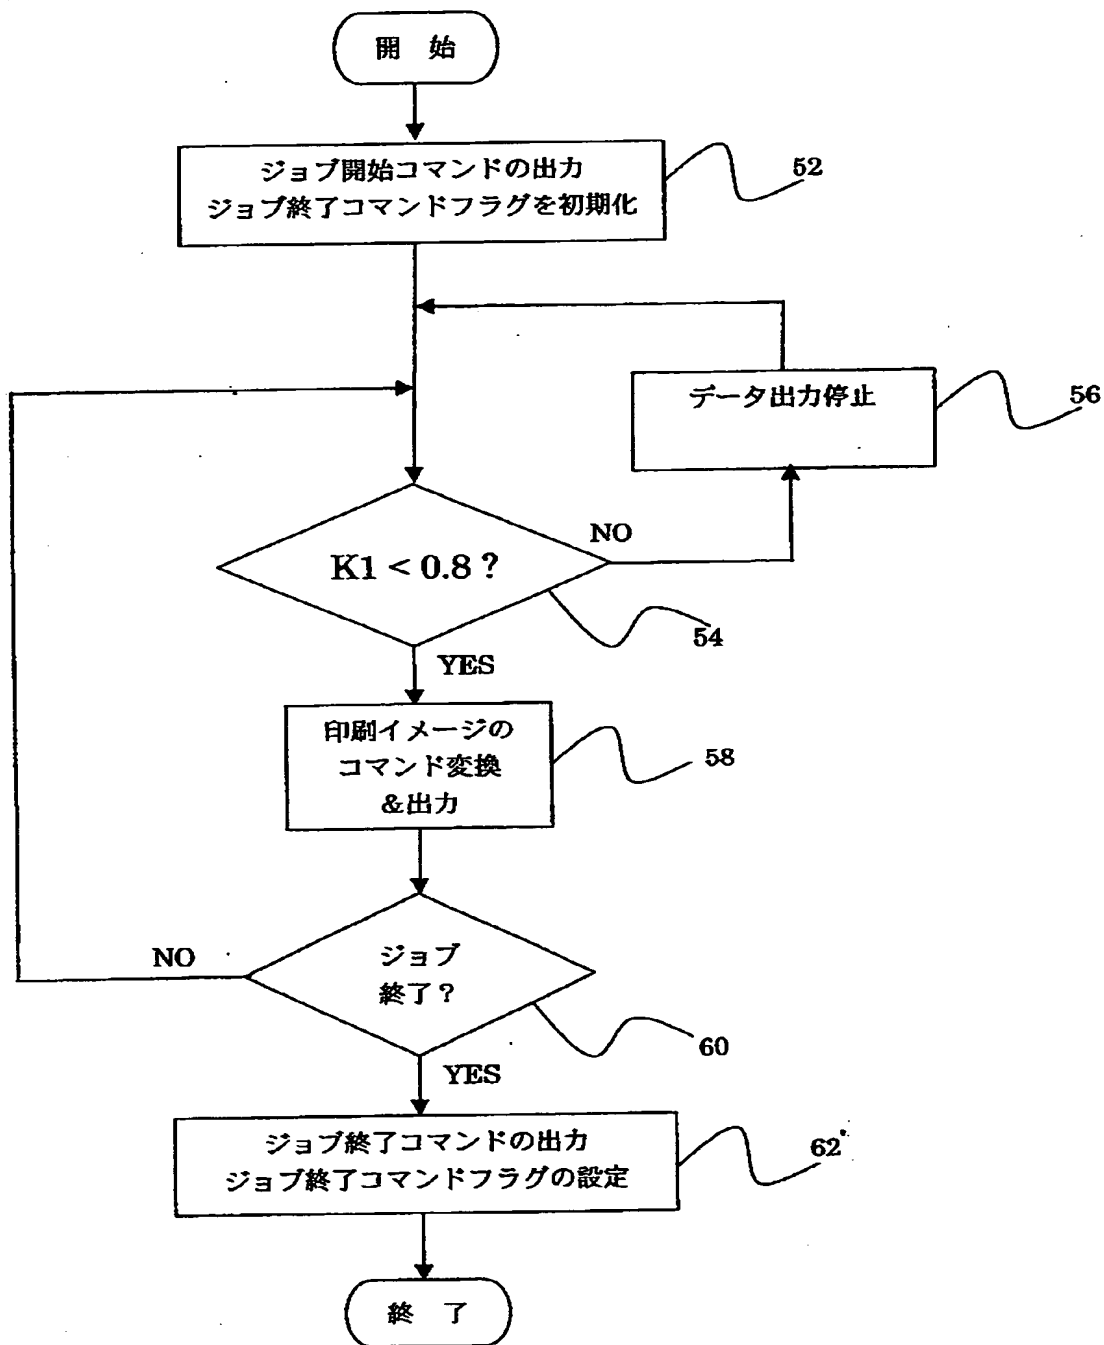 開 始
ジョブ開始コマンドの出力
ジョブ終了コマンドフラグを初期化
52
データ出力停止
56
K1 < 0.8 ?
NO
54
YES
印刷イメージの
コマンド変換
&出力
58
ジョブ
終了?
NO
60
YES
ジョブ終了コマンドの出力
ジョブ終了コマンドフラグの設定
62
終 了